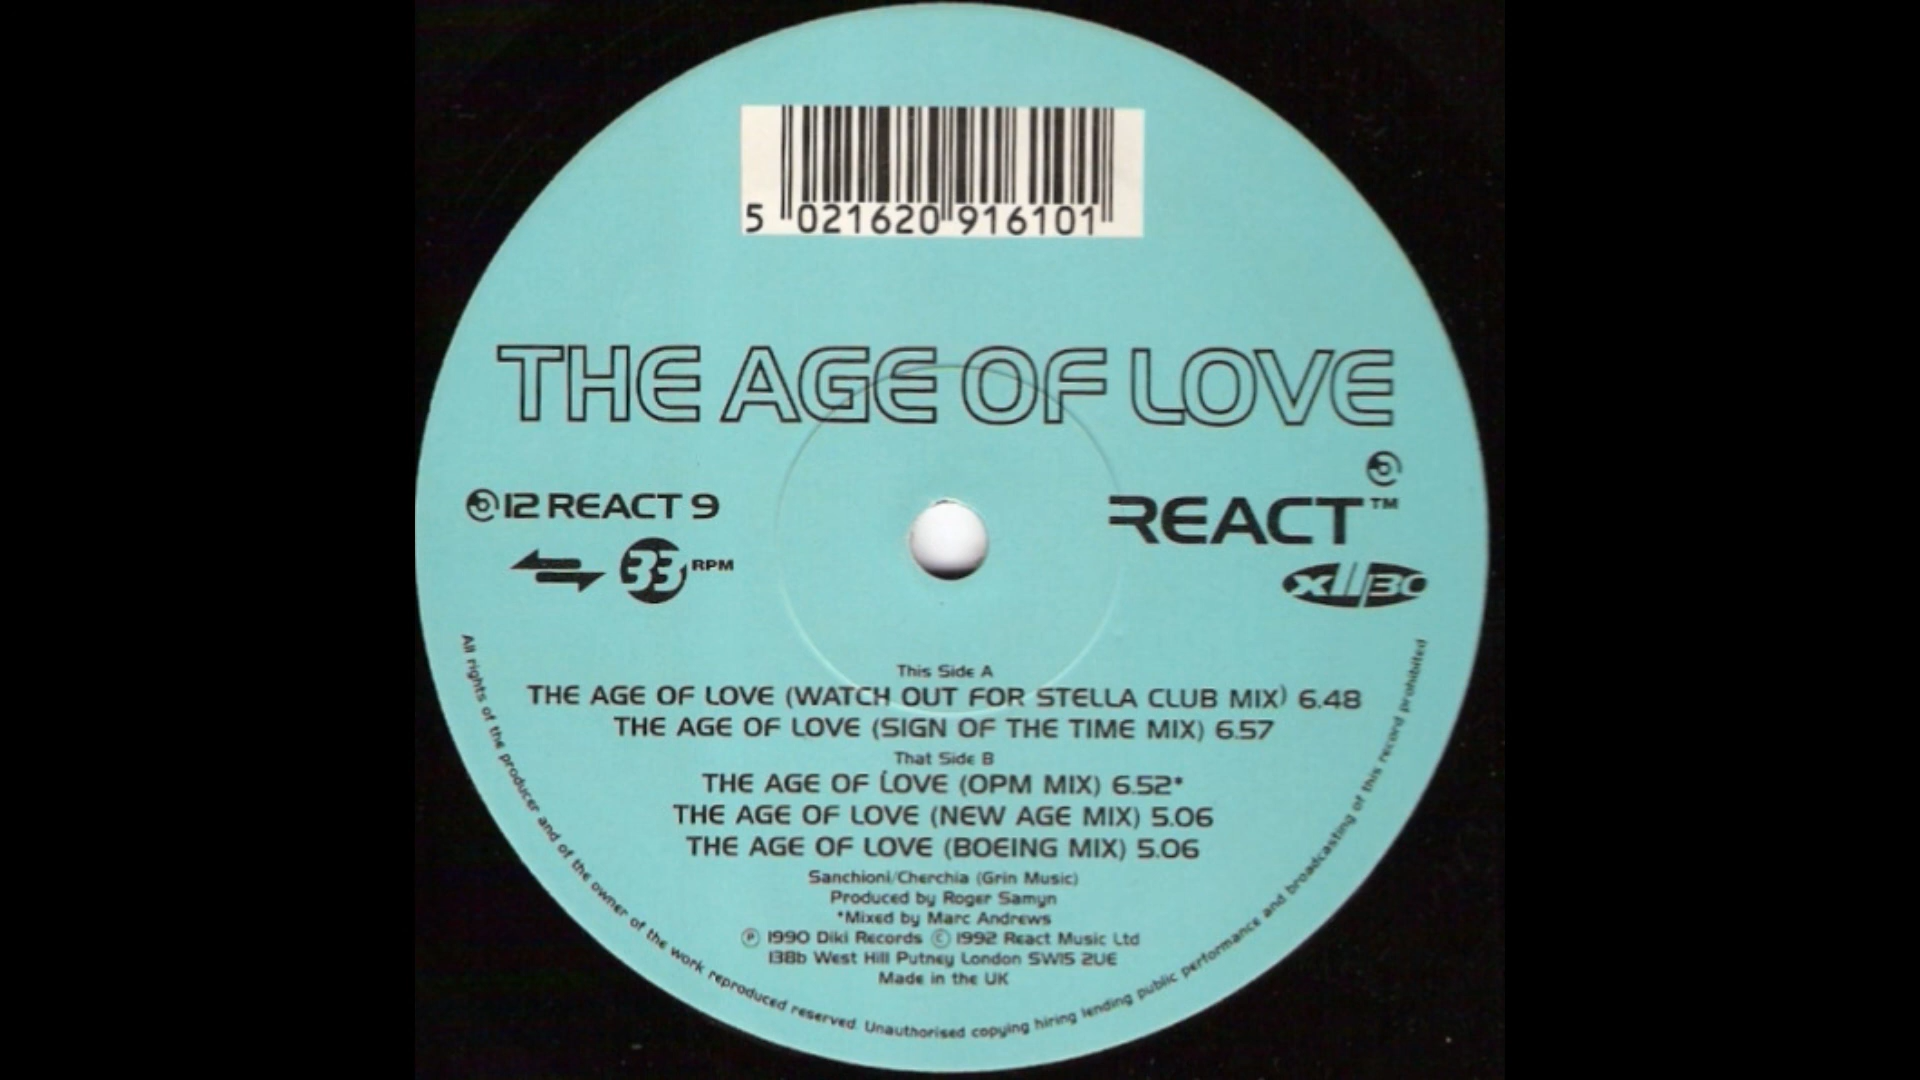 5 021620 916101
THE AGE OF LOVE
12 REACT 9
REACT™
33 RPM
This Side A
THE AGE OF LOVE (WATCH OUT FOR STELLA CLUB MIX) 6.48
THE AGE OF LOVE (SIGN OF THE TIME MIX) 6.57
That Side B
THE AGE OF LOVE (OPM MIX) 6.52*
THE AGE OF LOVE (NEW AGE MIX) 5.06
THE AGE OF LOVE (BOEING MIX) 5.06
Sanchioni/Cherchia (Grin Music)
Produced by Roger Samyn
*Mixed by Marc Andrews
Ⓟ 1990 Diki Records © 1992 React Music Ltd
138b West Hill Putney London SW15 2UE
Made in the UK
All rights of the producer and of the owner of the work reproduced reserved. Unauthorised copying hiring lending public performance and broadcasting of this record prohibited